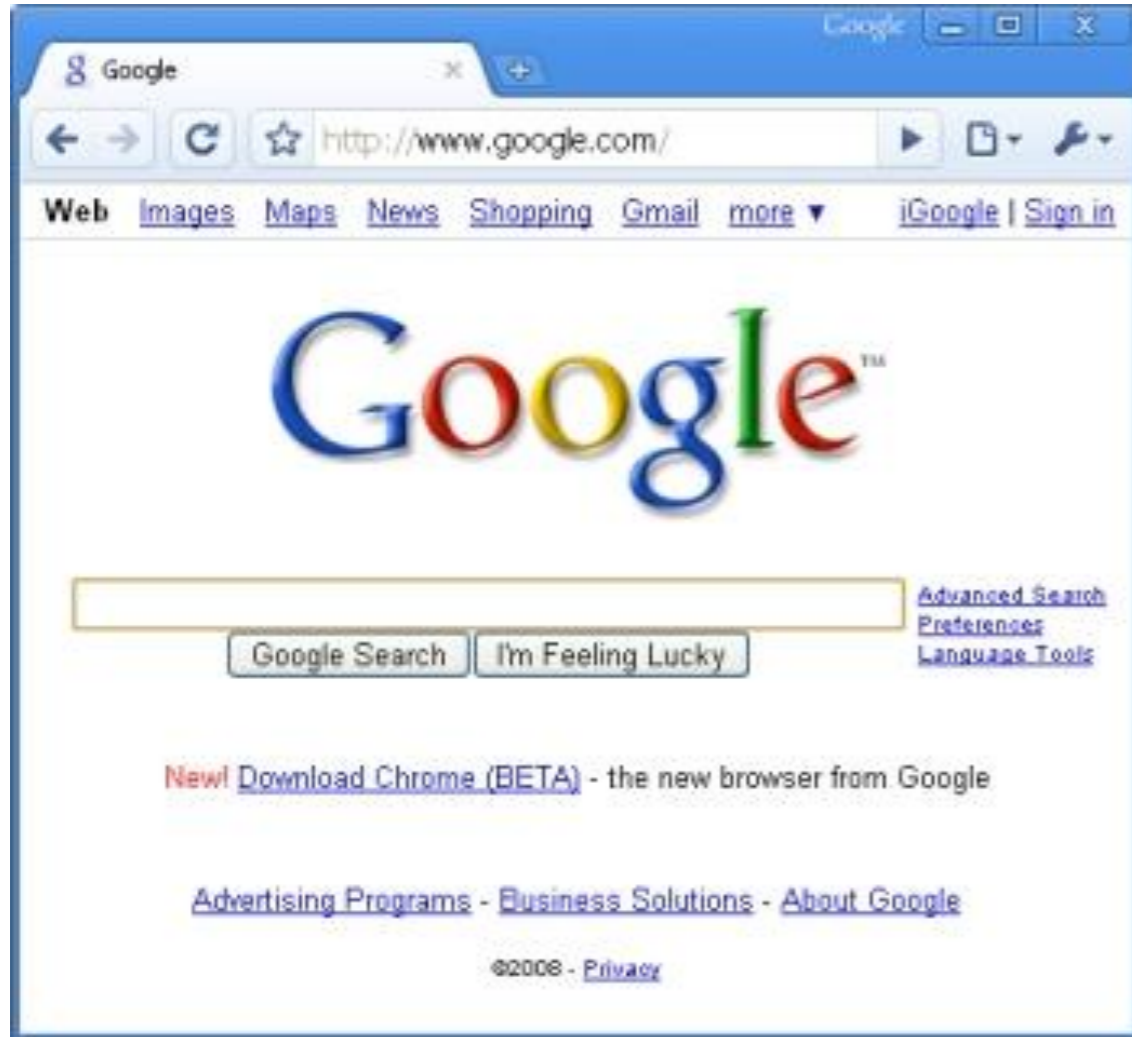 Google
Google
http://www.google.com/
Web Images Maps News Shopping Gmail more ▼ iGoogle | Sign in
Google™
Advanced Search
Preferences
Language Tools
Google Search I'm Feeling Lucky
New! Download Chrome (BETA) - the new browser from Google
Advertising Programs - Business Solutions - About Google
©2008 - Privacy